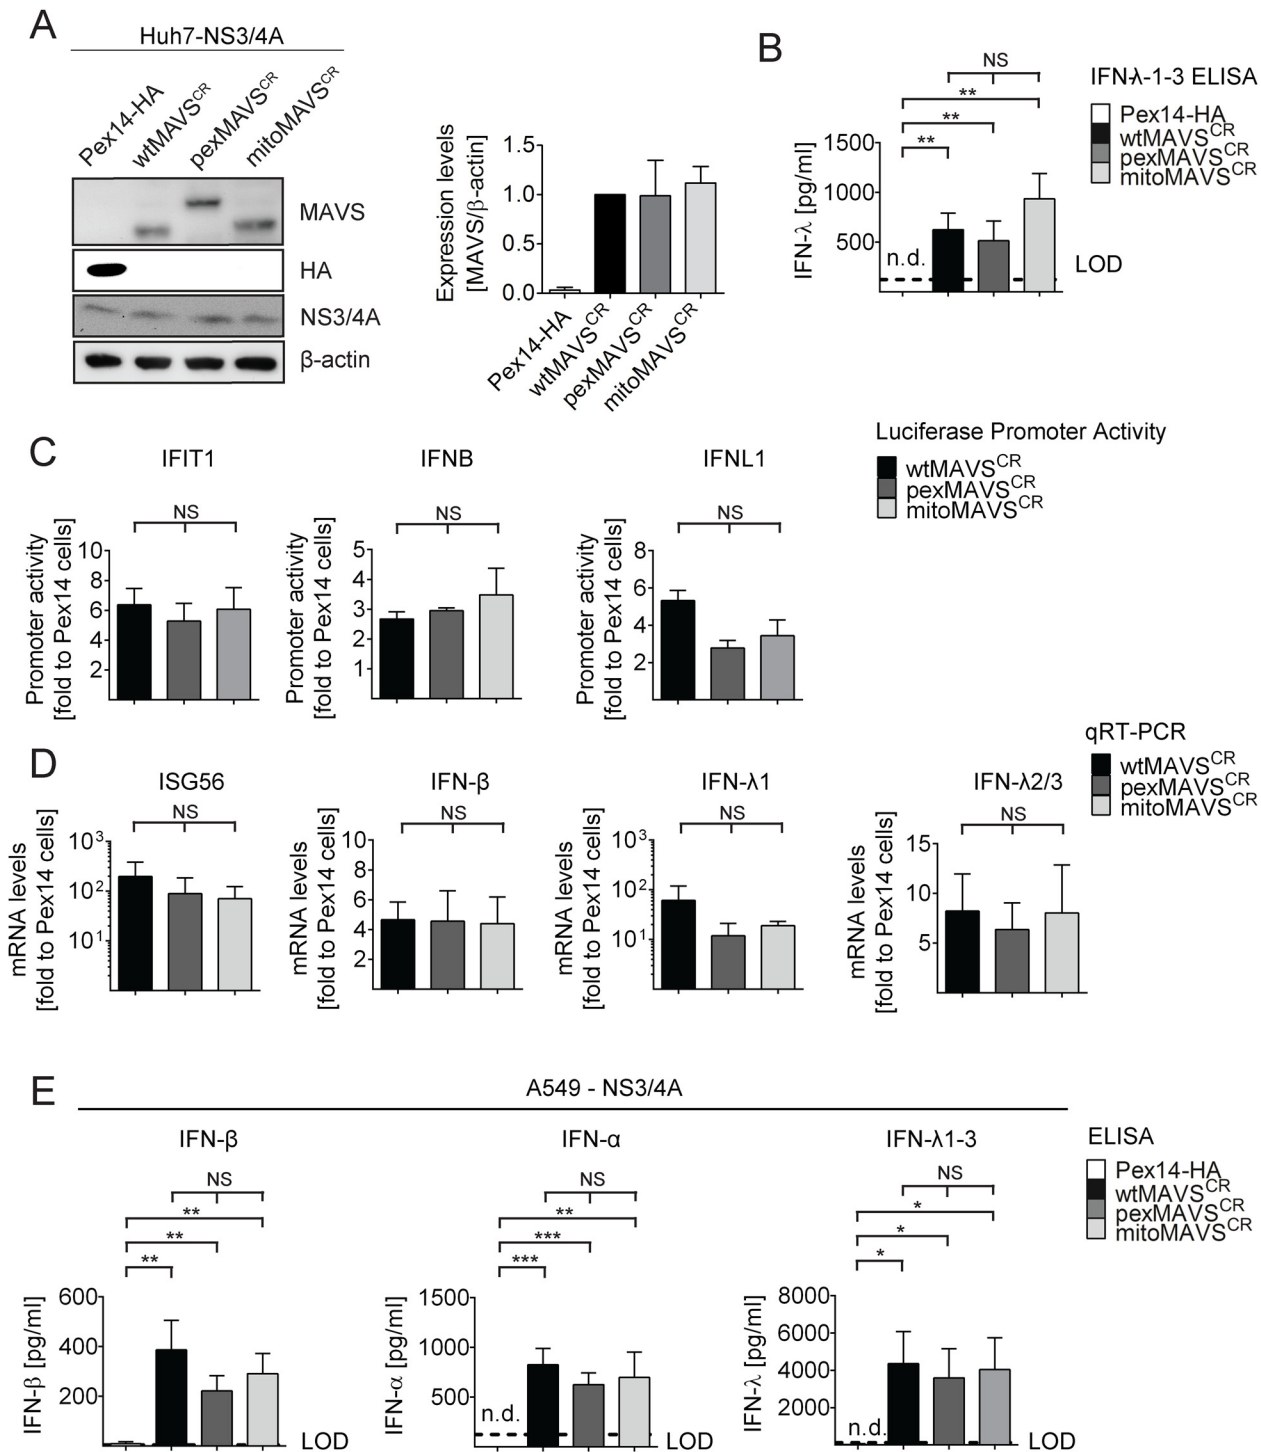 A
Huh7-NS3/4A
Pex14-HA
wtMAVSCR
pexMAVSCR
mitoMAVSCR
MAVS
HA
NS3/4A
β-actin
Expression levels
[MAVS/β-actin]
1.5
1.0
0.5
0.0
Pex14-HA
wtMAVSCR
pexMAVSCR
mitoMAVSCR
B
NS
**
**
**
IFN-λ [pg/ml]
1500
1000
500
n.d.
LOD
IFN-λ-1-3 ELISA
Pex14-HA
wtMAVSCR
pexMAVSCR
mitoMAVSCR
C
Luciferase Promoter Activity
wtMAVSCR
pexMAVSCR
mitoMAVSCR
IFIT1
NS
Promoter activity
[fold to Pex14 cells]
10
8
6
4
2
IFNB
NS
Promoter activity
[fold to Pex14 cells]
5
4
3
2
1
IFNL1
NS
Promoter activity
[fold to Pex14 cells]
8
6
4
2
D
qRT-PCR
wtMAVSCR
pexMAVSCR
mitoMAVSCR
ISG56
NS
mRNA levels
[fold to Pex14 cells]
103
102
101
IFN-β
NS
mRNA levels
[fold to Pex14 cells]
10
8
6
4
2
IFN-λ1
NS
mRNA levels
[fold to Pex14 cells]
103
102
101
IFN-λ2/3
NS
mRNA levels
[fold to Pex14 cells]
15
10
5
E
A549 - NS3/4A
IFN-β
NS
**
**
**
IFN-β [pg/ml]
600
400
200
LOD
IFN-α
NS
**
***
***
IFN-α [pg/ml]
1500
1000
500
n.d.
LOD
IFN-λ1-3
NS
*
*
*
IFN-λ [pg/ml]
8000
6000
4000
2000
n.d.
LOD
ELISA
Pex14-HA
wtMAVSCR
pexMAVSCR
mitoMAVSCR